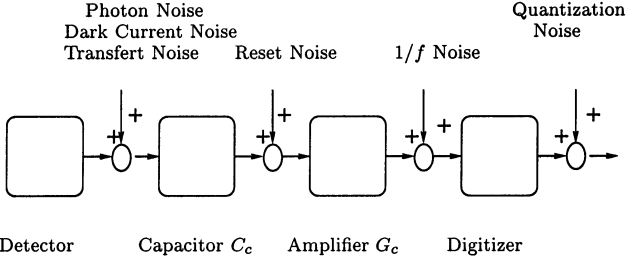 Photon Noise
Dark Current Noise
Transfert Noise
Reset Noise
1/f Noise
Quantization
Noise
+
+
+
+
+
+
+
+
Detector
Capacitor C_c
Amplifier G_c
Digitizer